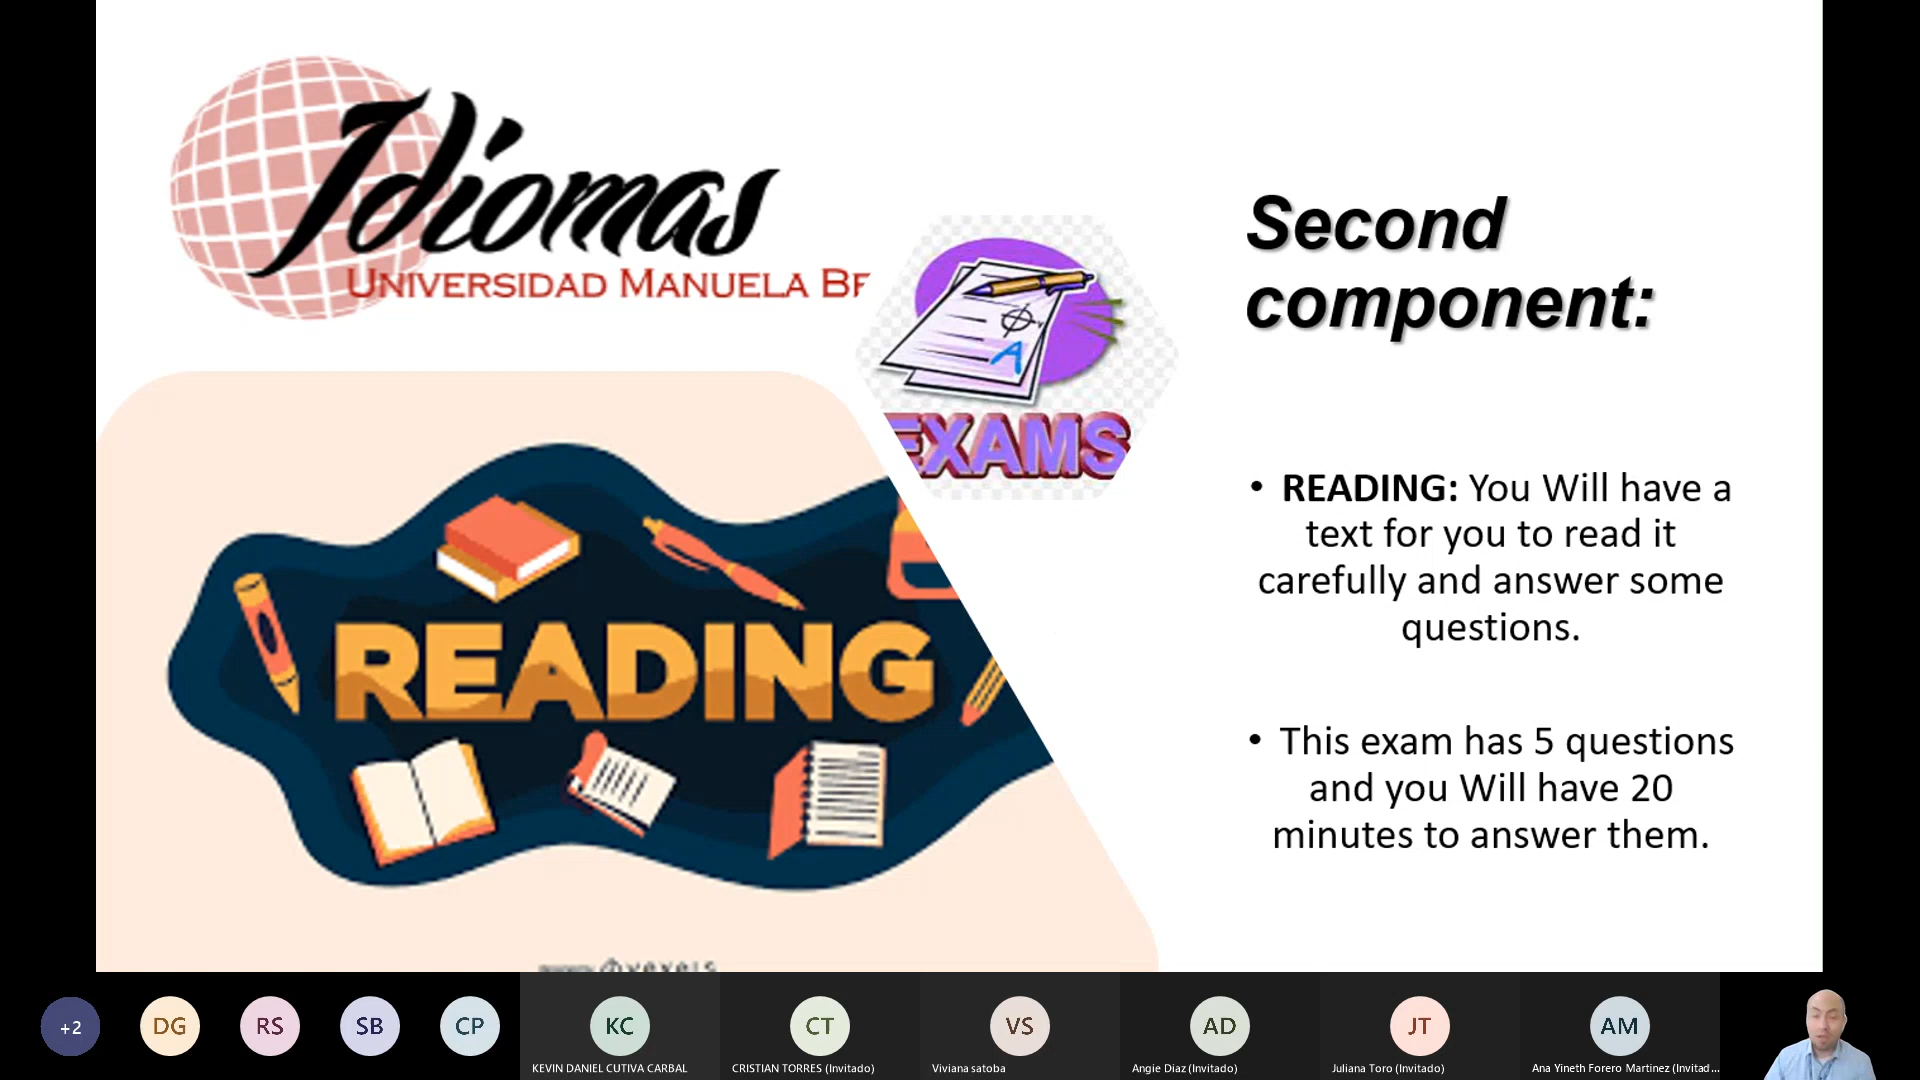 Idiomas
UNIVERSIDAD MANUELA BE
A
EXAMS
Second
component:
• READING: You Will have a
text for you to read it
carefully and answer some
questions.
READING
• This exam has 5 questions
and you Will have 20
minutes to answer them.
+2
DG
RS
SB
CP
KC
CT
VS
AD
JT
AM
KEVIN DANIEL CUTIVA CARBAL
CRISTIAN TORRES (Invitado)
Viviana satoba
Angie Diaz (Invitado)
Juliana Toro (Invitado)
Ana Yineth Forero Martinez (Invitad...